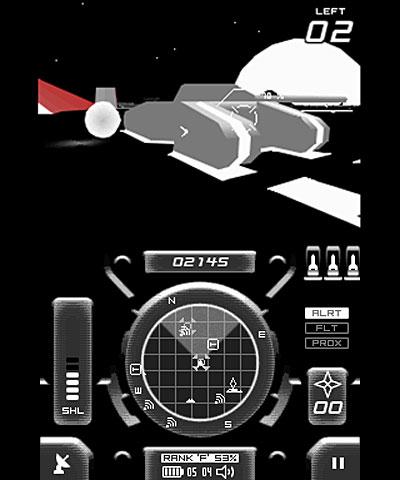 LEFT
02
02145
N
E
ALRT
FLT
PROX
SHL
E
S
00
RANK 'F' 53%
05 04